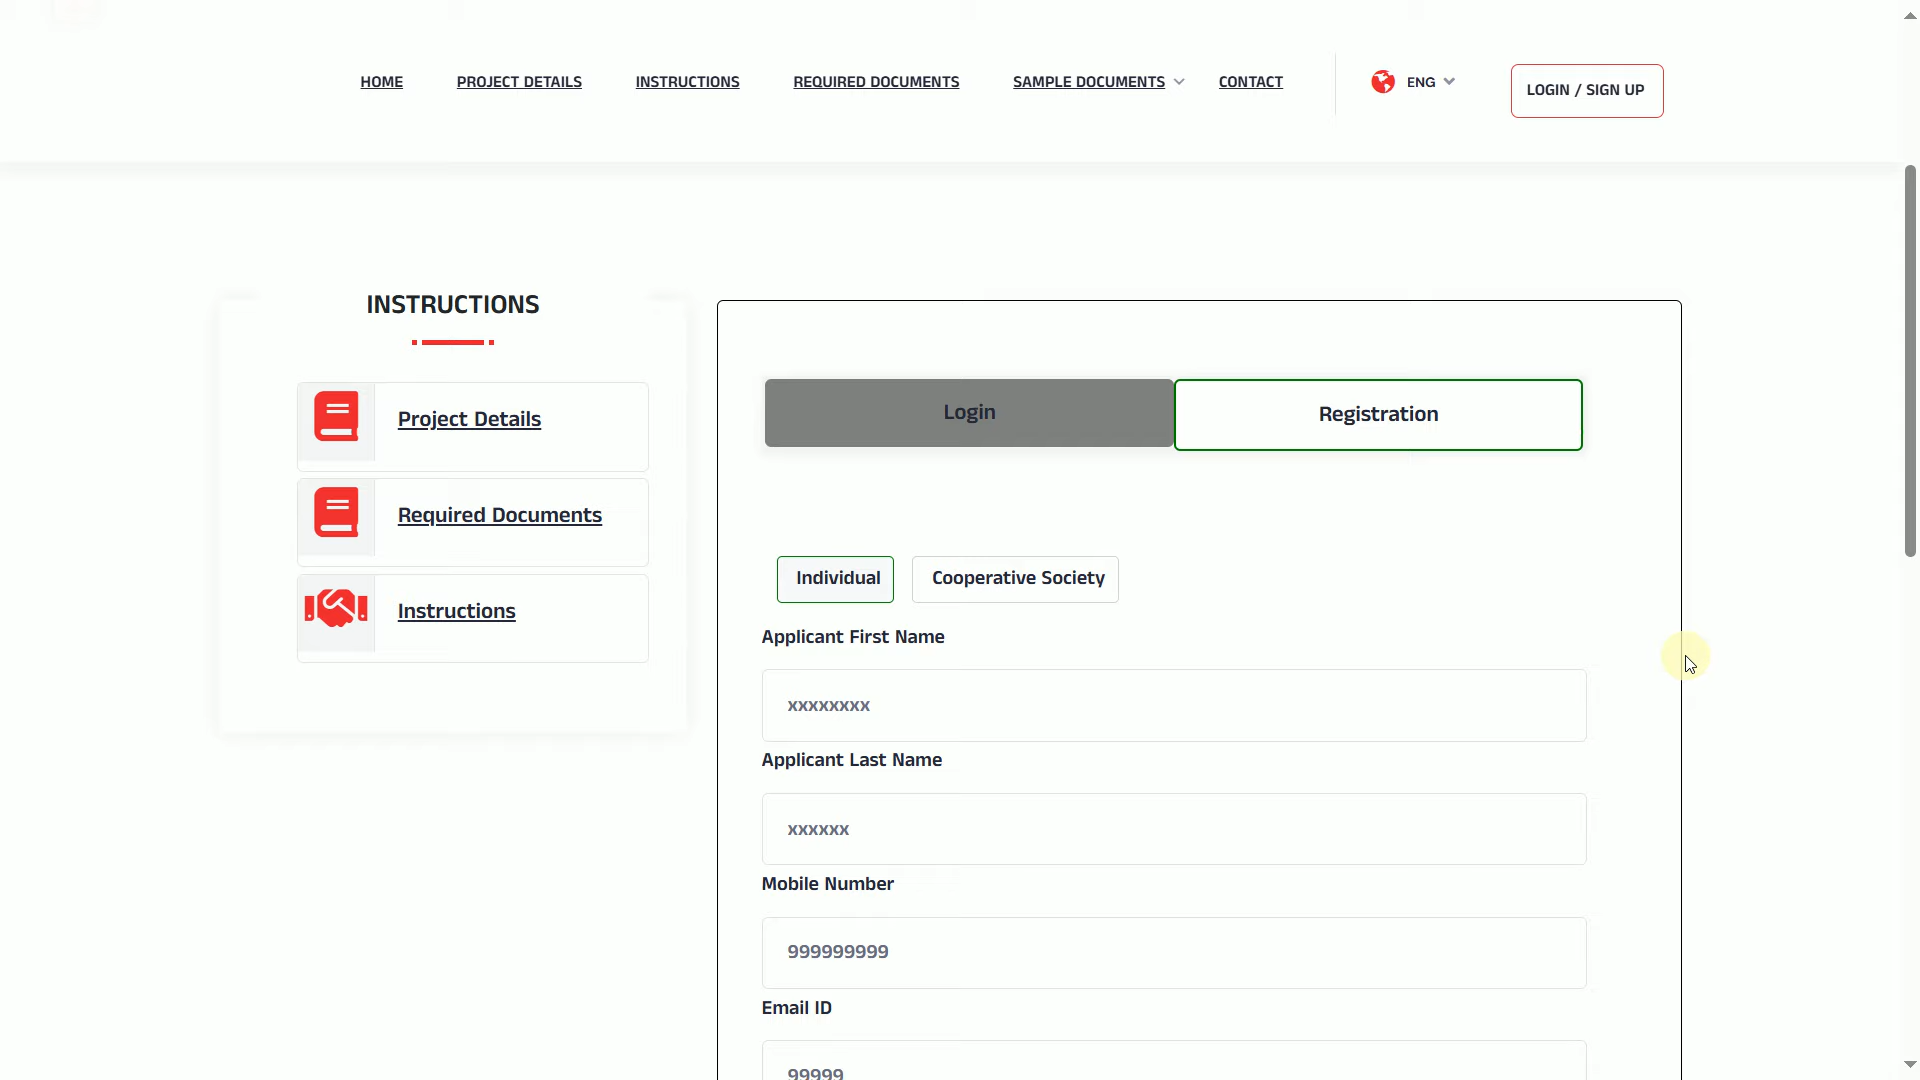 HOME
PROJECT DETAILS
INSTRUCTIONS
REQUIRED DOCUMENTS
SAMPLE DOCUMENTS
CONTACT
ENG
LOGIN / SIGN UP
INSTRUCTIONS
Project Details
Required Documents
Instructions
Login
Registration
Individual
Cooperative Society
Applicant First Name
xxxxxxxx
Applicant Last Name
xxxxxx
Mobile Number
999999999
Email ID
99999